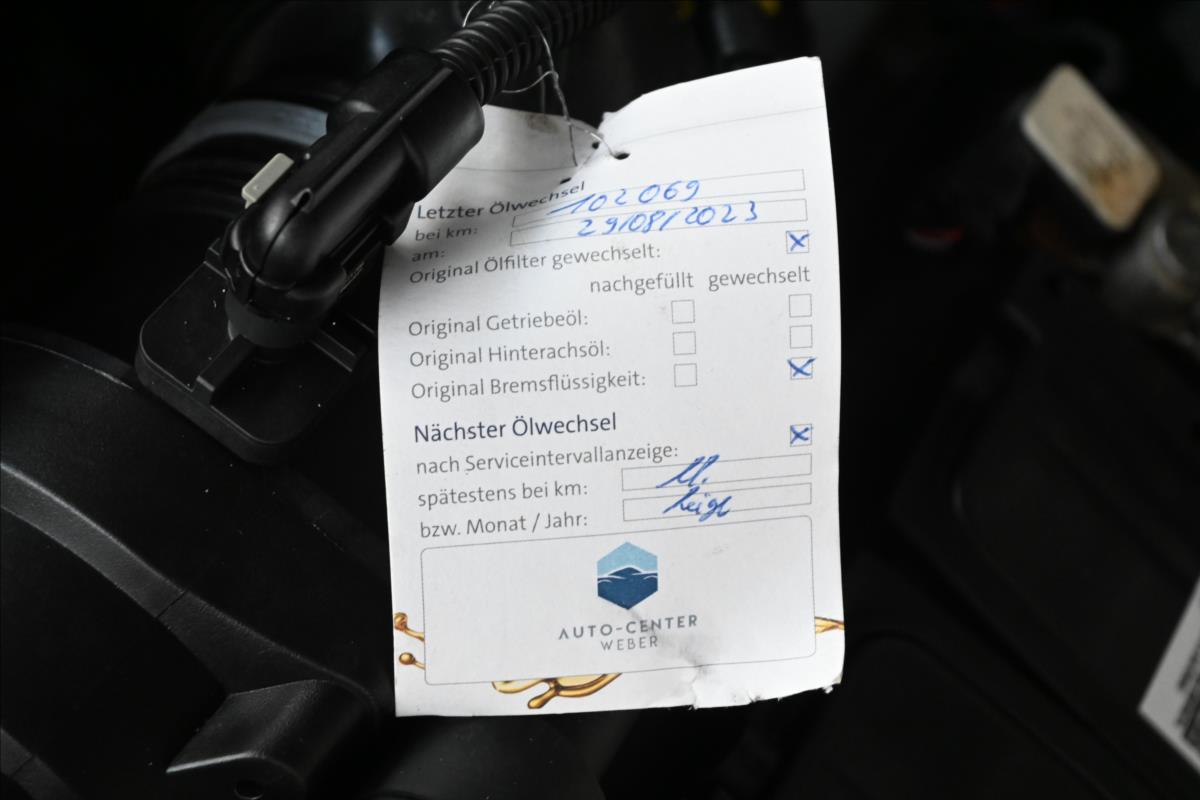 Letzter Ölwechsel
bei km: 102069
am: 29/08/2023
Original Ölfilter gewechselt:
nachgefüllt gewechselt
Original Getriebeöl:
Original Hinterachsöl:
Original Bremsflüssigkeit:
Nächster Ölwechsel
nach Serviceintervallanzeige:
spätestens bei km: lt.
bzw. Monat / Jahr:
AUTO-CENTER
WEBER